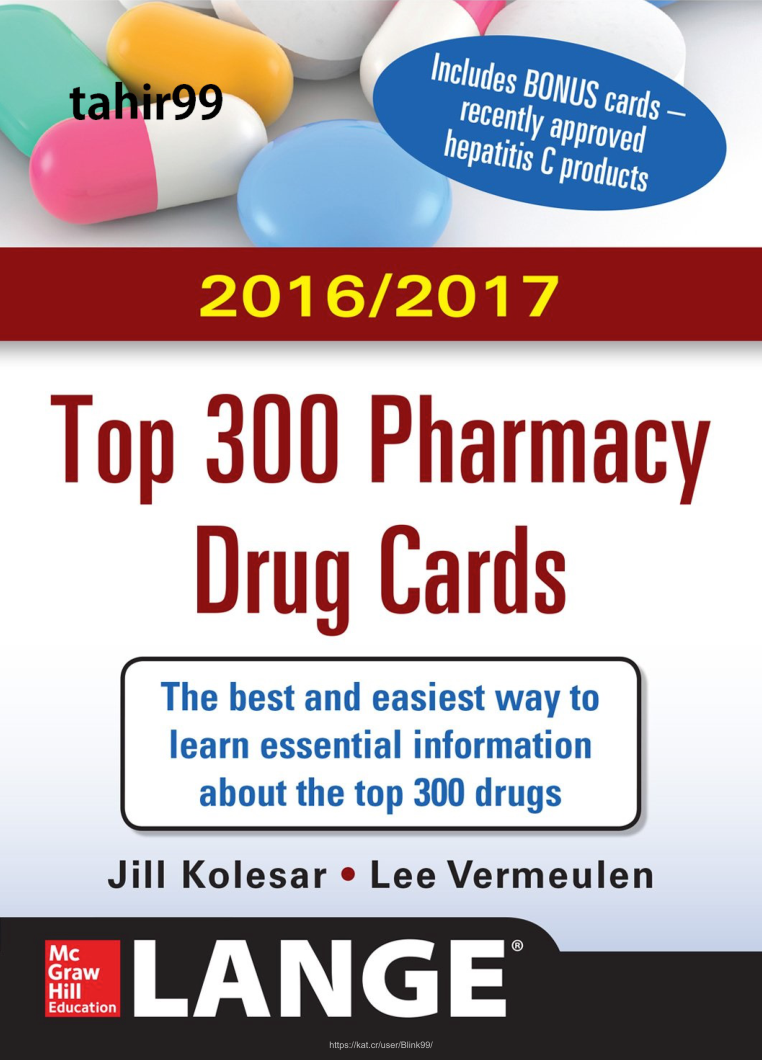 tahir99
Includes BONUS cards –
recently approved
hepatitis C products
2016/2017
Top 300 Pharmacy
Drug Cards
The best and easiest way to
learn essential information
about the top 300 drugs
Jill Kolesar • Lee Vermeulen
Mc
Graw
Hill
Education
LANGE®
https://kat.cr/user/Blink99/